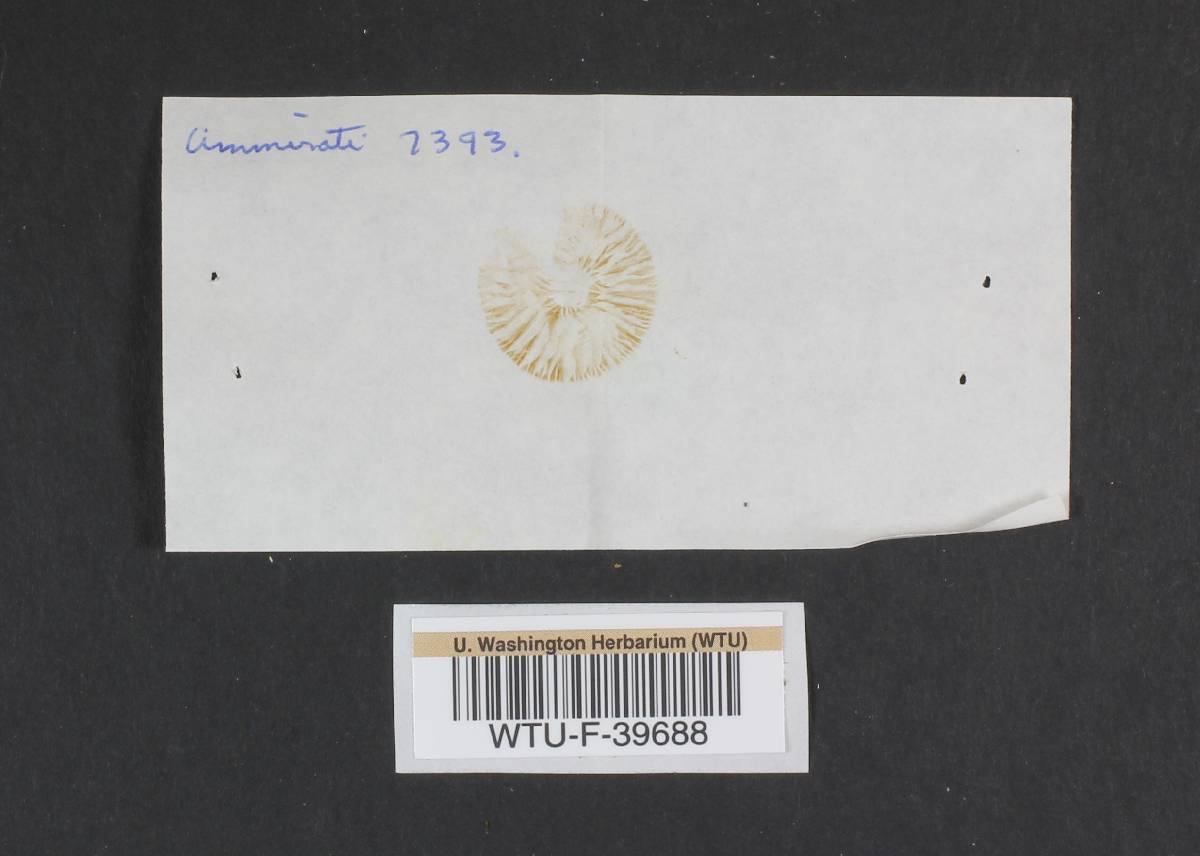 Ammirati 7393.
U. Washington Herbarium (WTU)
WTU-F-39688